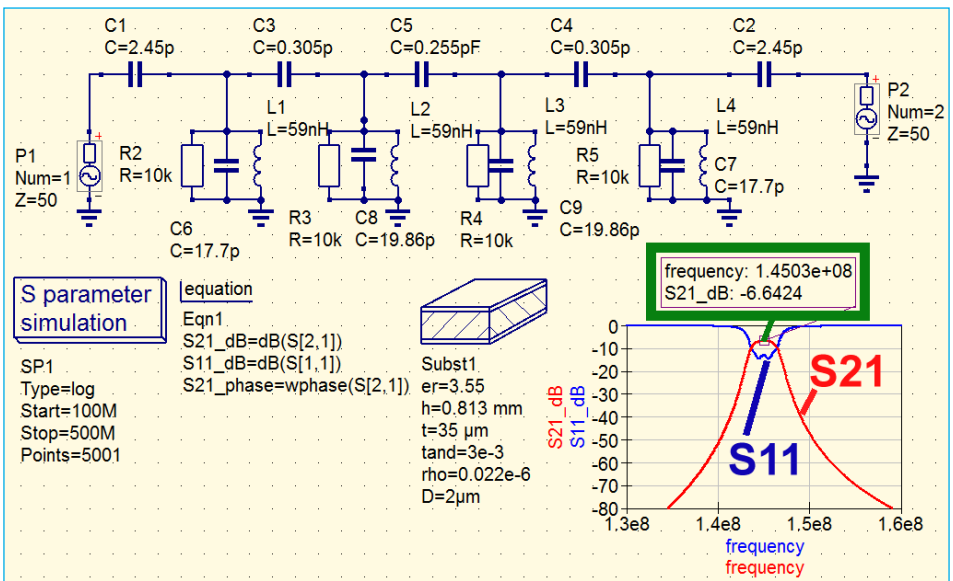 C1
C=2.45p
C3
C=0.305p
C5
C=0.255pF
C4
C=0.305p
C2
C=2.45p
P1
Num=1
Z=50
R2
R=10k
C6
C=17.7p
L1
L=59nH
R3
R=10k
C8
C=19.86p
L2
L=59nH
R4
R=10k
C9
C=19.86p
L3
L=59nH
R5
R=10k
L4
L=59nH
C7
C=17.7p
P2
Num=2
Z=50
S parameter
simulation
SP1
Type=log
Start=100M
Stop=500M
Points=5001
equation
Eqn1
S21_dB=dB(S[2,1])
S11_dB=dB(S[1,1])
S21_phase=wphase(S[2,1])
Subst1
er=3.55
h=0.813 mm
t=35 µm
tand=3e-3
rho=0.022e-6
D=2µm
frequency: 1.4503e+08
S21_dB: -6.6424
S21_dB
S11_dB
0
-10
-20
-30
-40
-50
-60
-70
-80
S21
S11
1.3e8
1.4e8
1.5e8
1.6e8
frequency
frequency